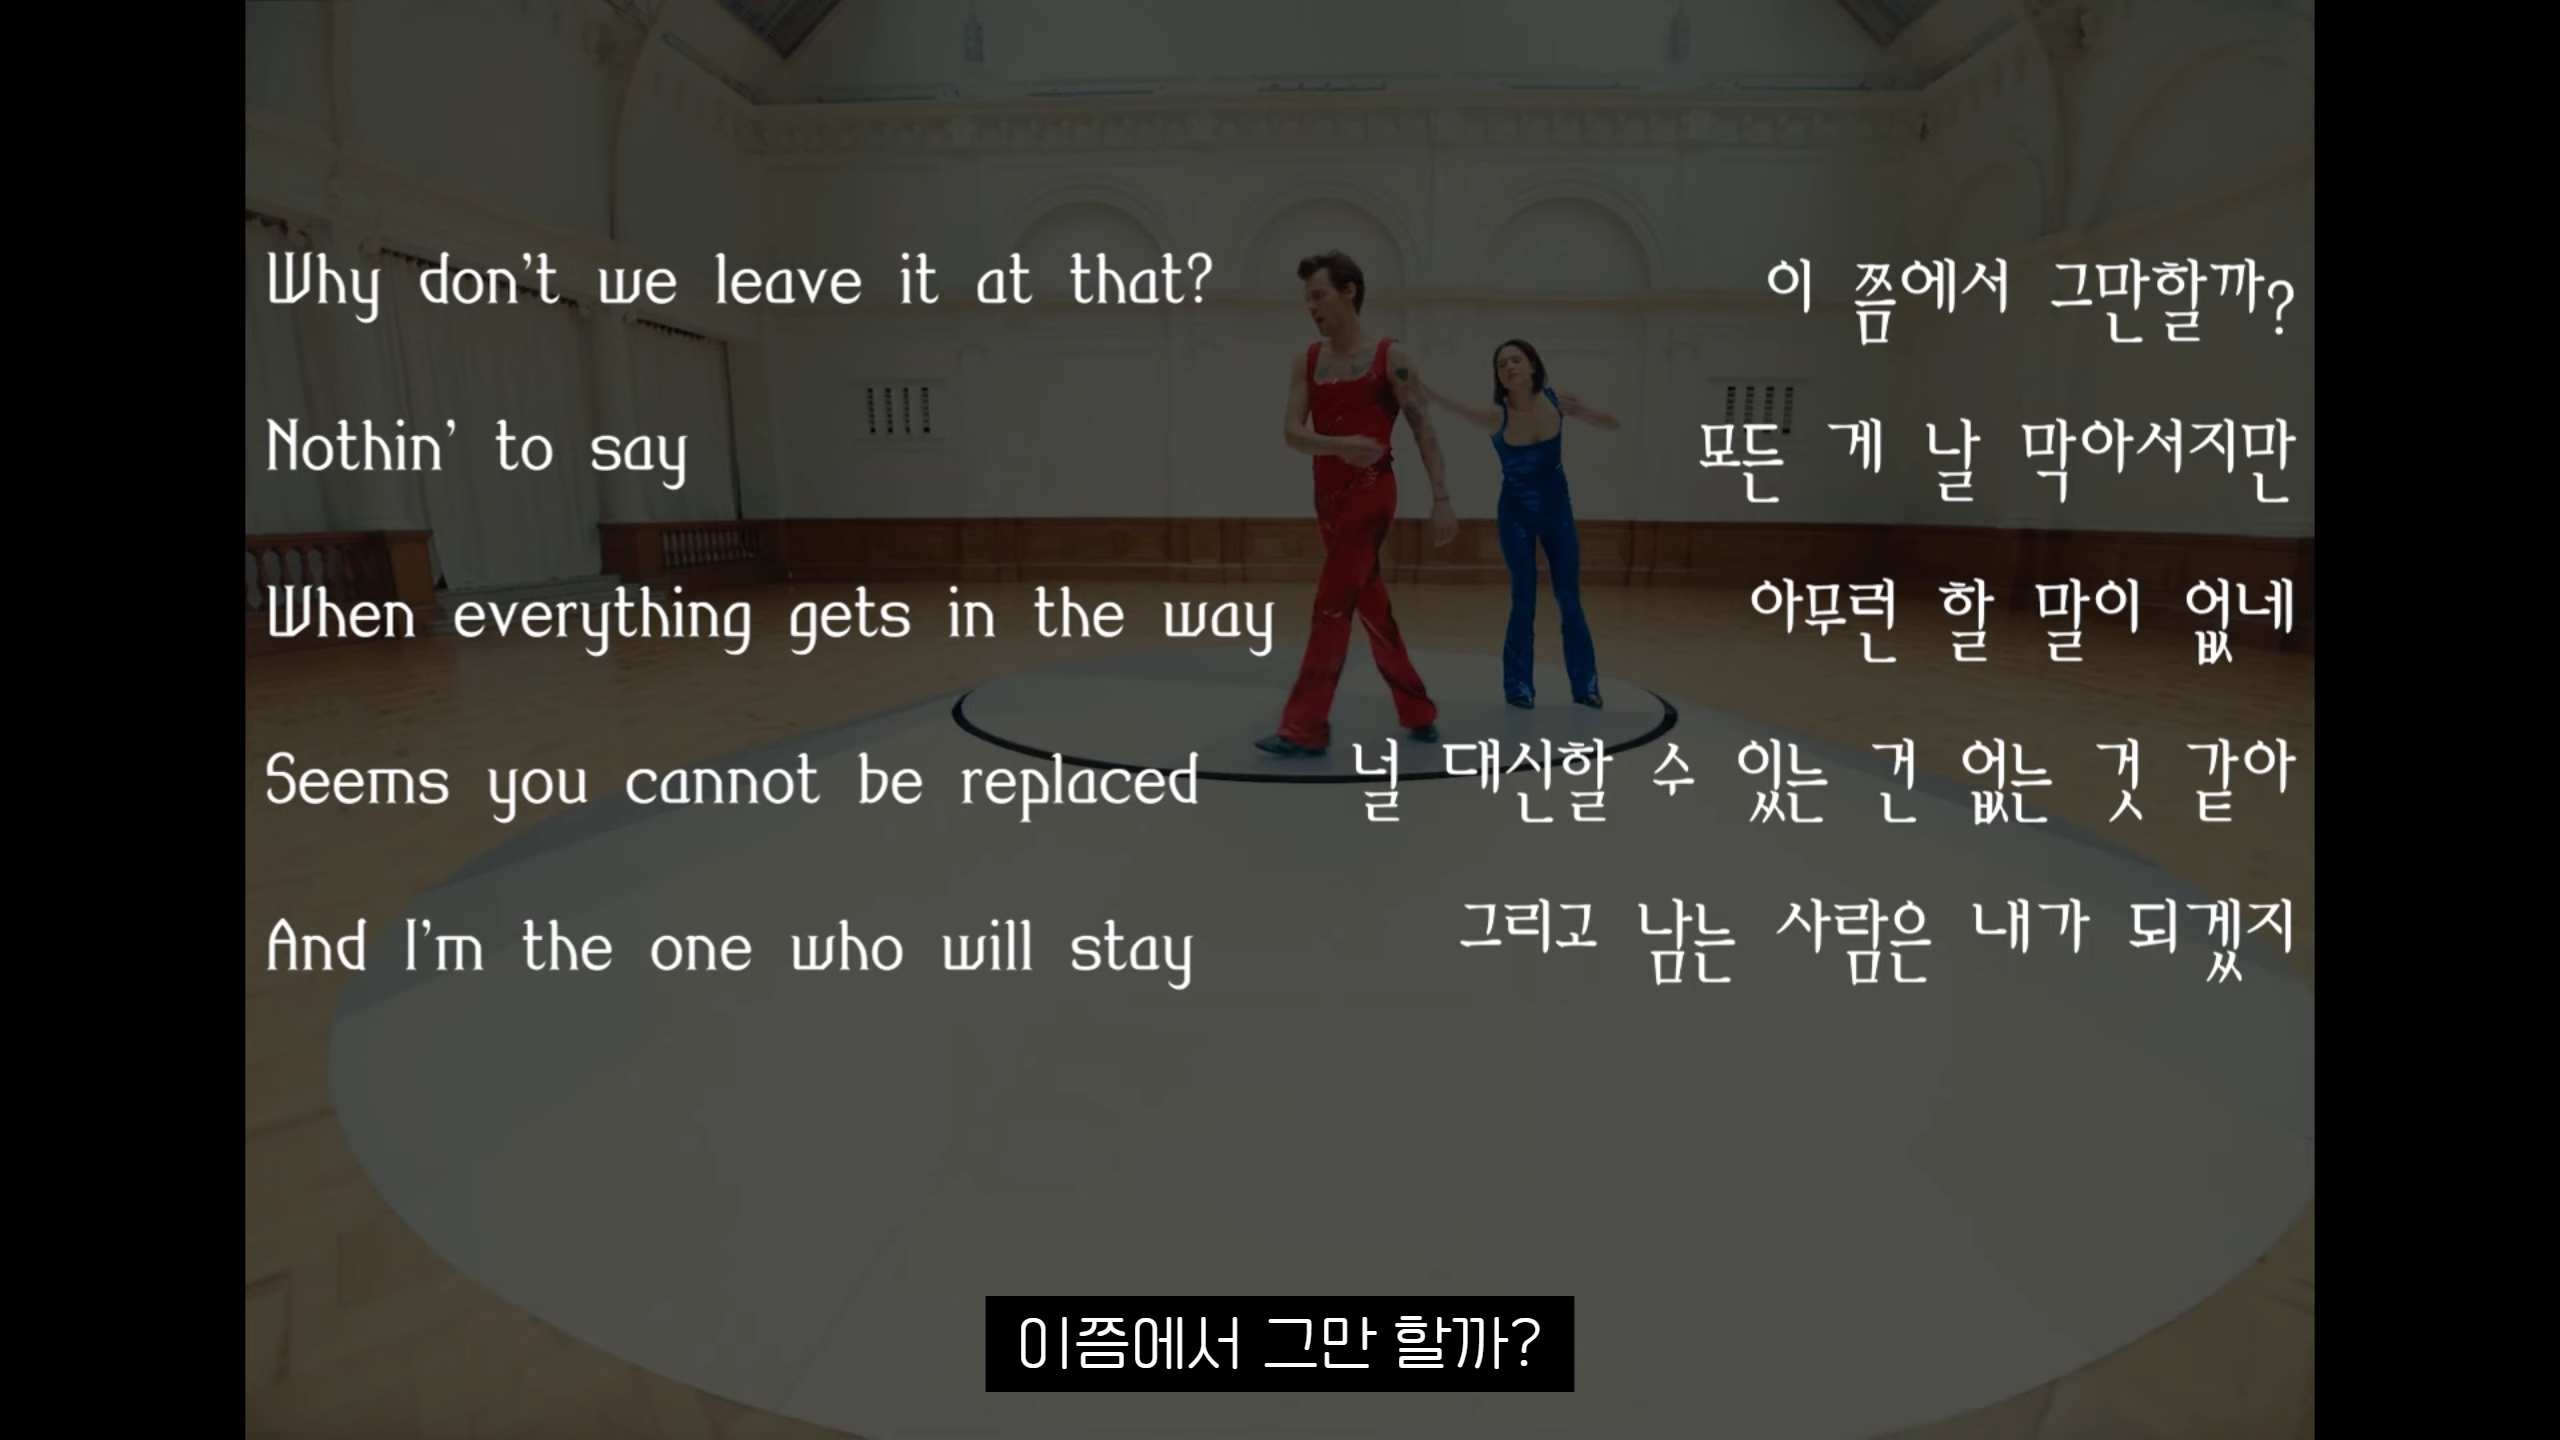 Why don't we leave it at that?
이 쯤에서 그만할까?
Nothin' to say
모든 게 날 막아서지만
When everything gets in the way
아무런 할 말이 없네
Seems you cannot be replaced
널 대신할 수 있는 건 없는 것 같아
And I'm the one who will stay
그리고 남는 사람은 내가 되겠지
이쯤에서 그만 할까?